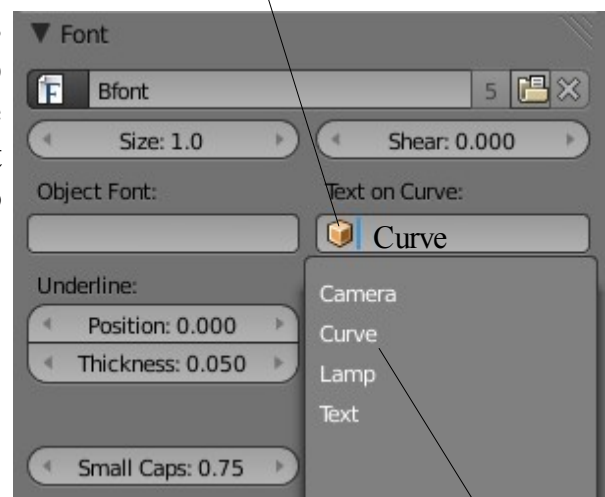 Font
Bfont 5
Size: 1.0 Shear: 0.000
Object Font: Text on Curve:
Curve
Underline:
Position: 0.000
Thickness: 0.050
Camera
Curve
Lamp
Text
Small Caps: 0.75